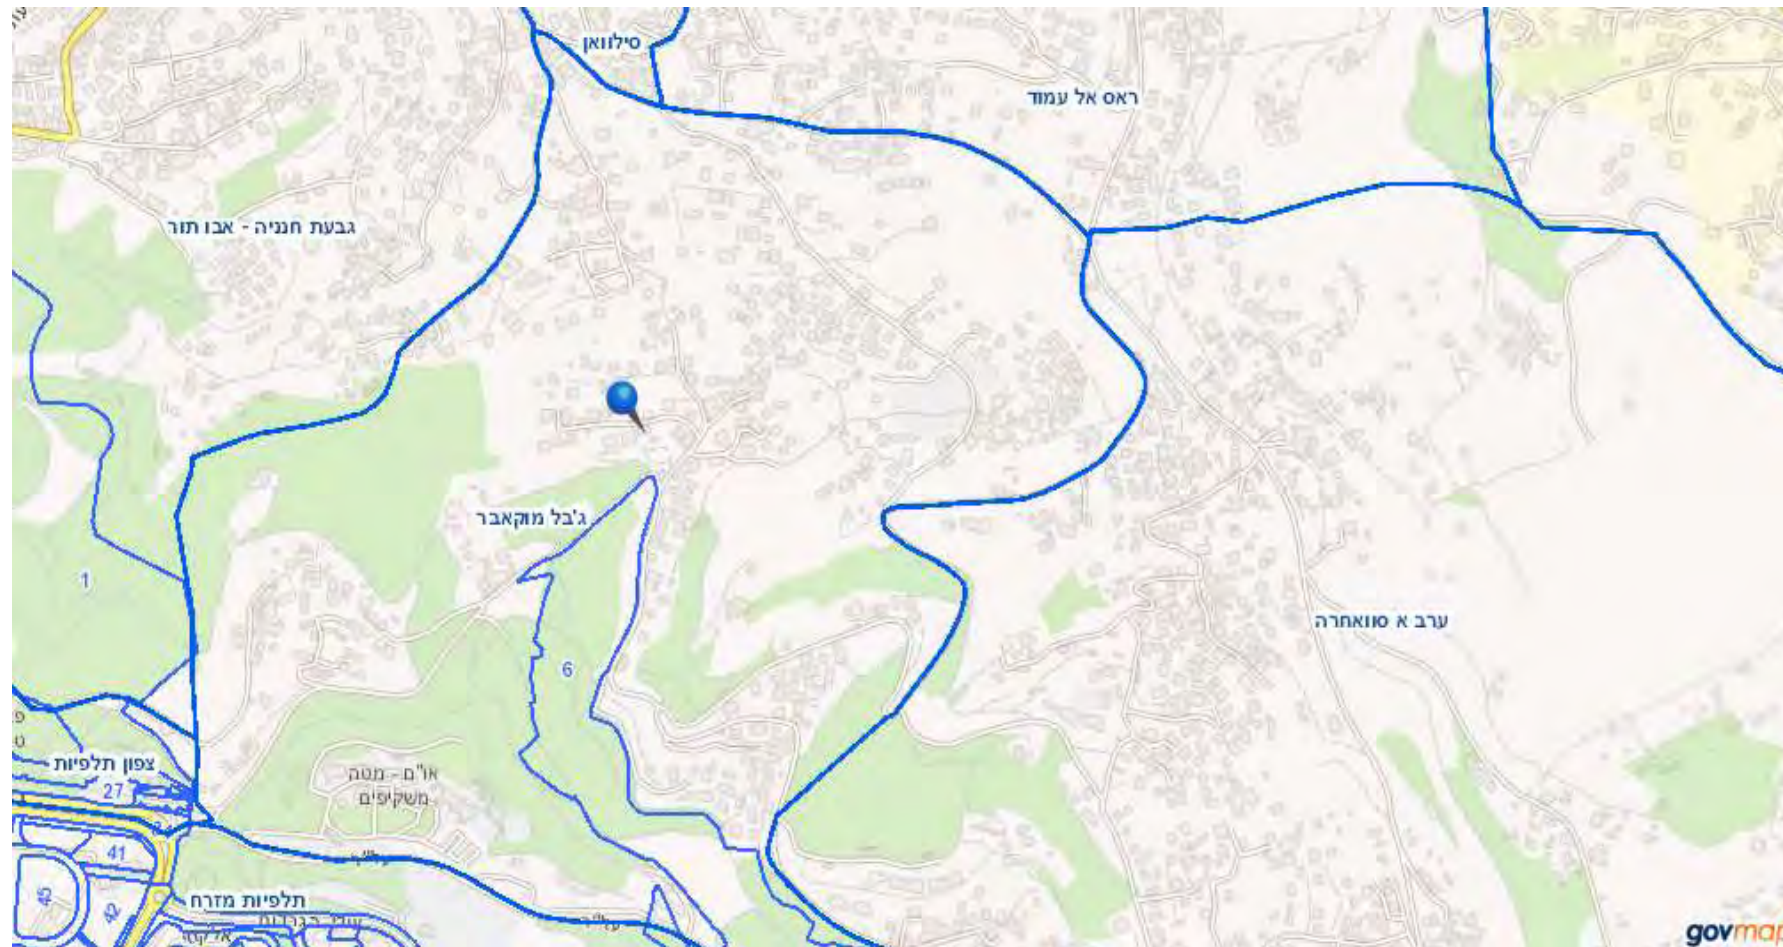 סילוואן
ראס אל עמוד
גבעת חנניה - אבו תור
ג'בל מוקאבר
1
6
ערב א סוואחרה
צפון תלפיות
27
או"ם - מטה
משקיפים
41
45
42
תלפיות מזרח
govmap